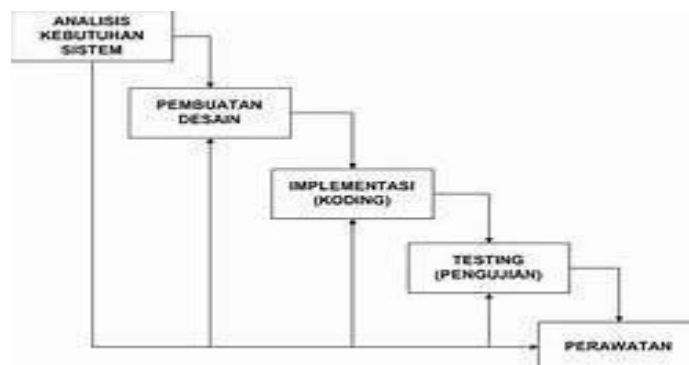 ANALISIS
KEBUTUHAN
SISTEM
PEMBUATAN
DESAIN
IMPLEMENTASI
(KODING)
TESTING
(PENGUJIAN)
PERAWATAN